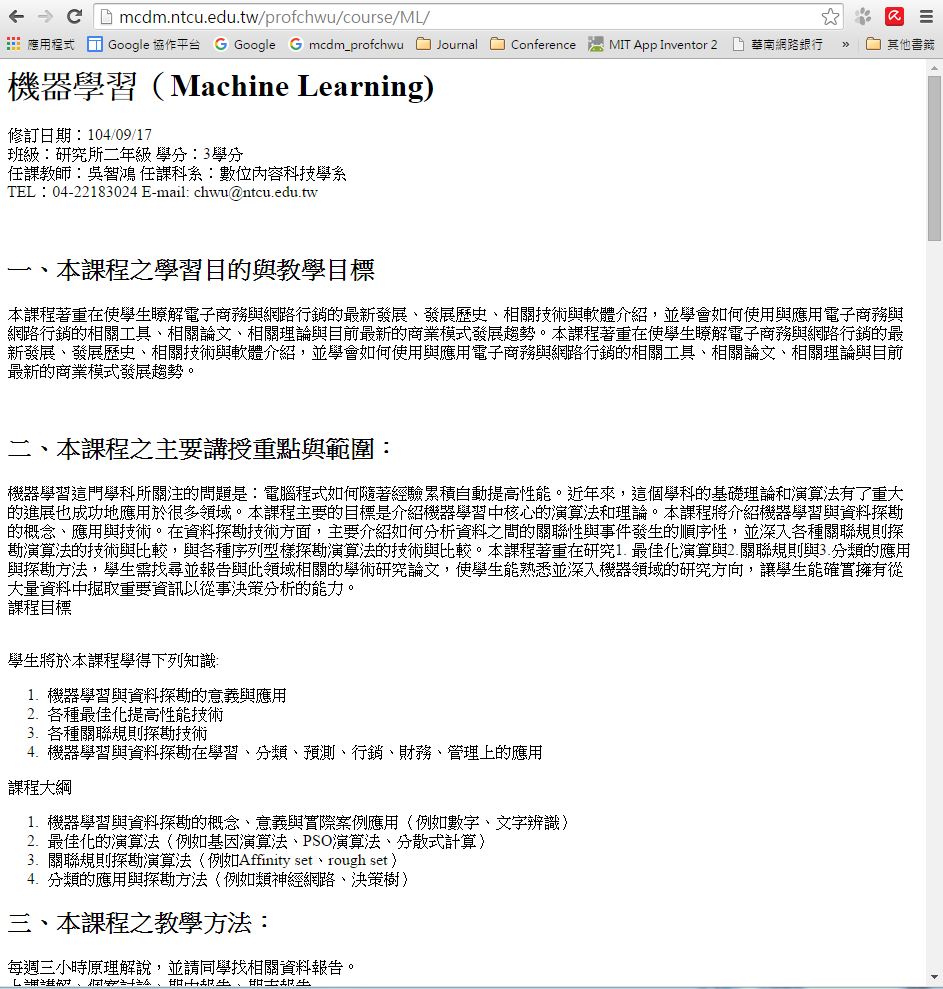 mcdm.ntcu.edu.tw/profchwu/course/ML/
應用程式 Google 協作平台 Google mcdm_profchwu Journal Conference MIT App Inventor 2 華南網路銀行 » 其他書籤
機器學習（Machine Learning)
修訂日期：104/09/17
班級：研究所二年級 學分：3學分
任課教師：吳智鴻 任課科系：數位內容科技學系
TEL：04-22183024 E-mail: chwu@ntcu.edu.tw
一、本課程之學習目的與教學目標
本課程著重在使學生瞭解電子商務與網路行銷的最新發展、發展歷史、相關技術與軟體介紹，並學會如何使用與應用電子商務與
網路行銷的相關工具、相關論文、相關理論與目前最新的商業模式發展趨勢。本課程著重在使學生瞭解電子商務與網路行銷的最
新發展、發展歷史、相關技術與軟體介紹，並學會如何使用與應用電子商務與網路行銷的相關工具、相關論文、相關理論與目前
最新的商業模式發展趨勢。
二、本課程之主要講授重點與範圍：
機器學習這門學科所關注的問題是：電腦程式如何隨著經驗累積自動提高性能。近年來，這個學科的基礎理論和演算法有了重大
的進展也成功地應用於很多領域。本課程主要的目標是介紹機器學習中核心的演算法和理論。本課程將介紹機器學習與資料探勘
的概念、應用與技術。在資料探勘技術方面，主要介紹如何分析資料之間的關聯性與事件發生的順序性，並深入各種關聯規則探
勘演算法的技術與比較，與各種序列型樣探勘演算法的技術與比較。本課程著重在研究1. 最佳化演算與2.關聯規則與3.分類的應用
與探勘方法，學生需找尋並報告與此領域相關的學術研究論文，使學生能熟悉並深入機器領域的研究方向，讓學生能確實擁有從
大量資料中掘取重要資訊以從事決策分析的能力。
課程目標
學生將於本課程學得下列知識:
1. 機器學習與資料探勘的意義與應用
2. 各種最佳化提高性能技術
3. 各種關聯規則探勘技術
4. 機器學習與資料探勘在學習、分類、預測、行銷、財務、管理上的應用
課程大綱
1. 機器學習與資料探勘的概念、意義與實際案例應用（例如數字、文字辨識）
2. 最佳化的演算法（例如基因演算法、PSO演算法、分散式計算）
3. 關聯規則探勘演算法（例如Affinity set、rough set）
4. 分類的應用與探勘方法（例如類神經網路、決策樹）
三、本課程之教學方法：
每週三小時原理解說，並請同學找相關資料報告。
上課講解、個案討論、期中報告、期末報告